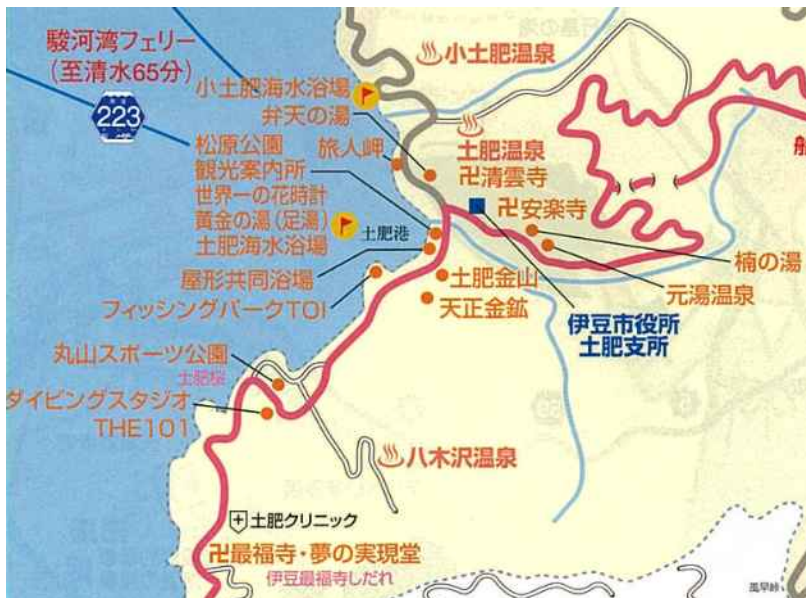 駿河湾フェリー
(至清水65分)
223
小土肥温泉
小土肥海水浴場
弁天の湯
松原公園
観光案内所
世界一の花時計
黄金の湯(足湯)
土肥海水浴場
旅人岬
土肥温泉
卍清雲寺
卍安楽寺
船
土肥港
屋形共同浴場
フィッシングパークTOI
土肥金山
天正金鉱
楠の湯
元湯温泉
伊豆市役所
土肥支所
丸山スポーツ公園
土肥桜
ダイビングスタジオ
THE101
八木沢温泉
土肥クリニック
卍最福寺・夢の実現堂
伊豆最福寺しだれ
風早峠